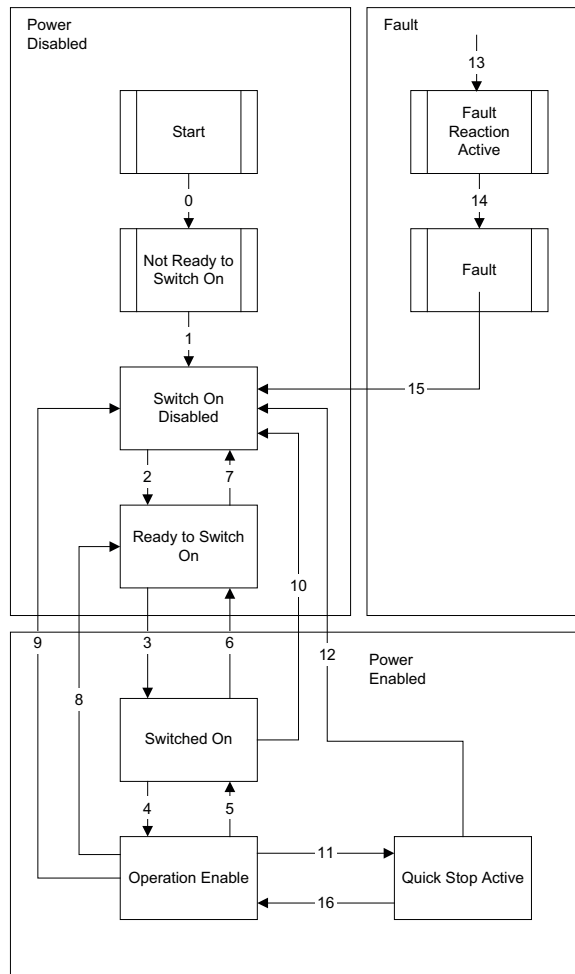 Power
Disabled
Fault
13
Start
Fault
Reaction
Active
0
14
Not Ready to
Switch On
Fault
1
15
Switch On
Disabled
2
7
Ready to Switch
On
10
9
3
6
12
8
Power
Enabled
Switched On
4
5
11
Operation Enable
Quick Stop Active
16